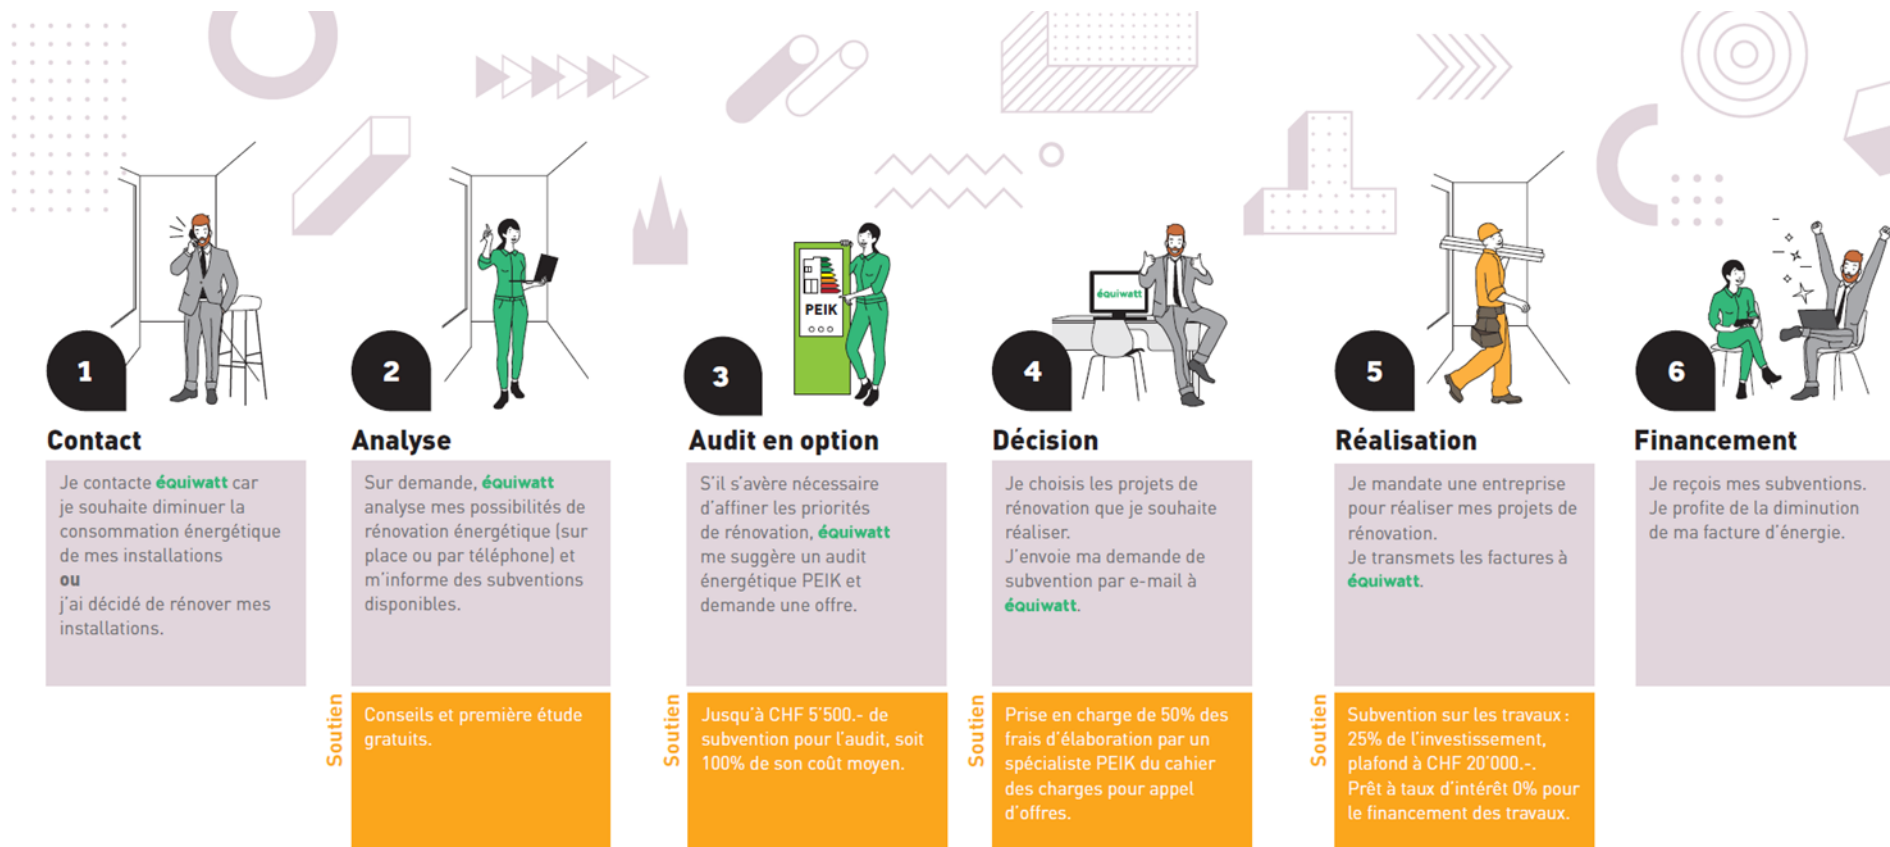 1
Contact
Je contacte équiwatt car
je souhaite diminuer la
consommation énergétique
de mes installations
ou
j'ai décidé de rénover mes
installations.
2
Analyse
Sur demande, équiwatt
analyse mes possibilités de
rénovation énergétique (sur
place ou par téléphone) et
m'informe des subventions
disponibles.
Soutien
Conseils et première étude
gratuits.
PEIK
3
Audit en option
S'il s'avère nécessaire
d'affiner les priorités
de rénovation, équiwatt
me suggère un audit
énergétique PEIK et
demande une offre.
Soutien
Jusqu'à CHF 5'500.- de
subvention pour l'audit, soit
100% de son coût moyen.
équiwatt
4
Décision
Je choisis les projets de
rénovation que je souhaite
réaliser.
J'envoie ma demande de
subvention par e-mail à
équiwatt.
Soutien
Prise en charge de 50% des
frais d'élaboration par un
spécialiste PEIK du cahier
des charges pour appel
d'offres.
5
Réalisation
Je mandate une entreprise
pour réaliser mes projets de
rénovation.
Je transmets les factures à
équiwatt.
Soutien
Subvention sur les travaux :
25% de l'investissement,
plafond à CHF 20'000.-.
Prêt à taux d'intérêt 0% pour
le financement des travaux.
6
Financement
Je reçois mes subventions.
Je profite de la diminution
de ma facture d'énergie.